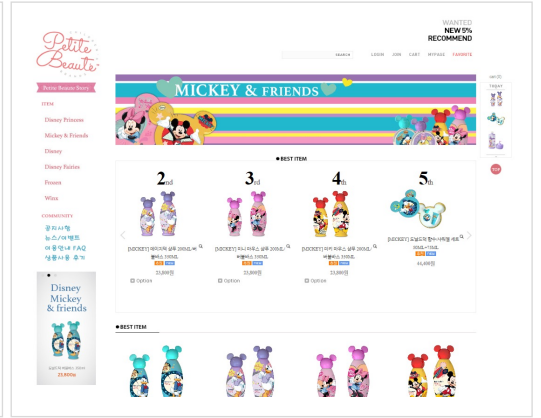 WANTED
NEW 5%
RECOMMEND
SEARCH
LOGIN
JOIN
CART
MYPAGE
FAVORITE
Petite
Beauté
Petite Beaute Story
ITEM
Disney Princess
Mickey & Friends
Disney
Disney Fairies
Frozen
Winx
COMMUNITY
공지사항
뉴스/이벤트
이용안내 FAQ
상품사용 후기
Disney
Mickey
& friends
MICKEY & FRIENDS
TODAY
TOP
BEST ITEM
2nd
3rd
4th
5th
23,000원
23,000원
23,000원
44,400원
Option
Option
Option
BEST ITEM